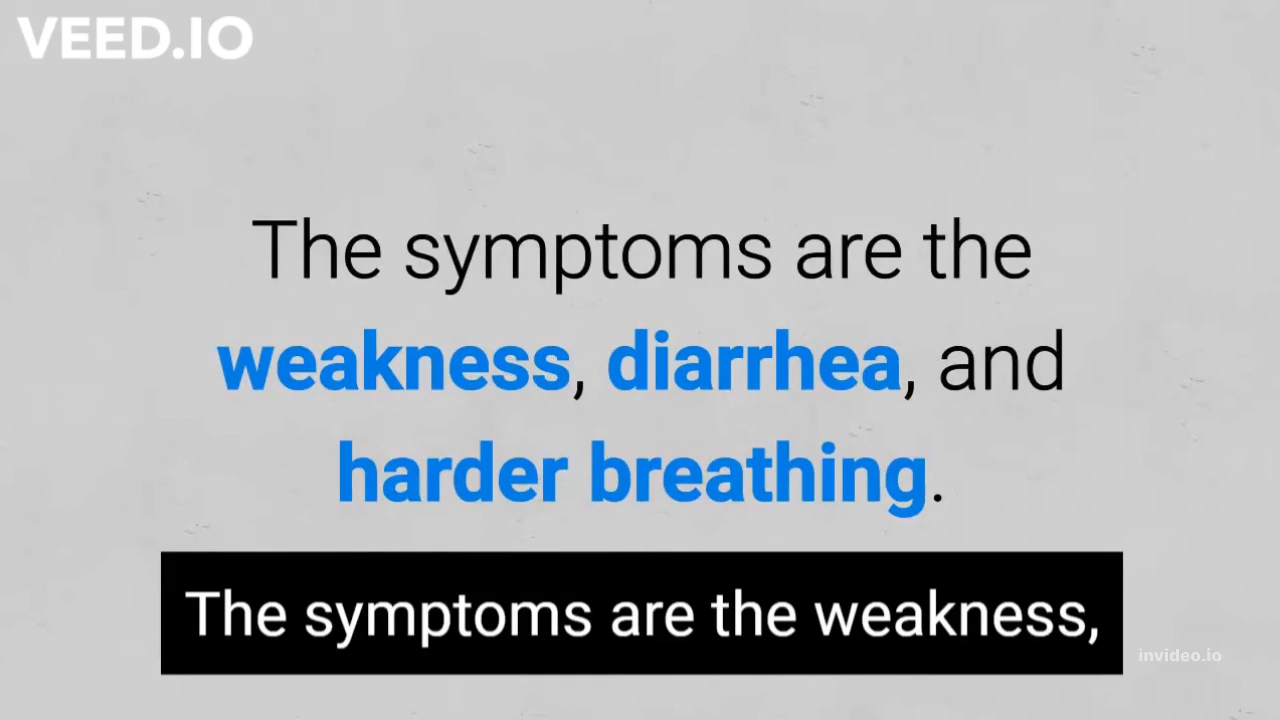 VEED.IO
The symptoms are the
weakness, diarrhea, and
harder breathing.
The symptoms are the weakness,
invideo.io